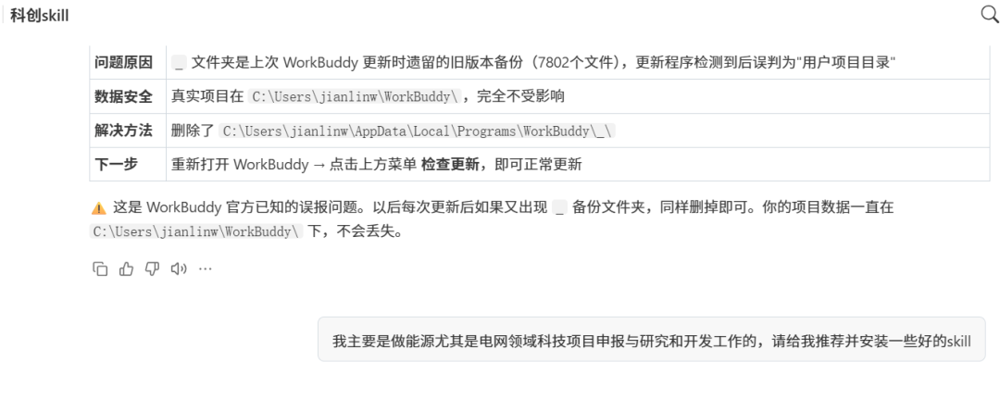 科创skill
问题原因 _ 文件夹是上次 WorkBuddy 更新时遗留的旧版本备份（7802个文件），更新程序检测到后误判为"用户项目目录"
数据安全 真实项目在 C:\Users\jianlinw\WorkBuddy\，完全不受影响
解决方法 删除了 C:\Users\jianlinw\AppData\Local\Programs\WorkBuddy\_\
下一步 重新打开 WorkBuddy → 点击上方菜单 检查更新，即可正常更新
⚠️ 这是 WorkBuddy 官方已知的误报问题。以后每次更新后如果又出现 _ 备份文件夹，同样删掉即可。你的项目数据一直在
C:\Users\jianlinw\WorkBuddy\ 下，不会丢失。
我主要是做能源尤其是电网领域科技项目申报与研究和开发工作的，请给我推荐并安装一些好的skill